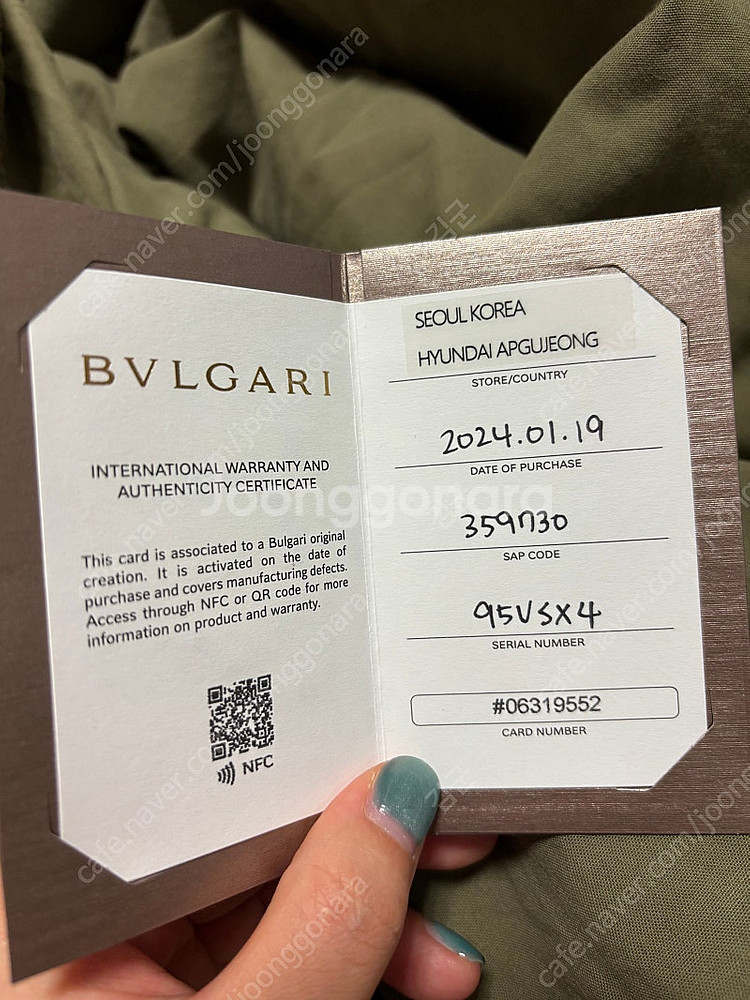 BVLGARI
INTERNATIONAL WARRANTY AND
AUTHENTICITY CERTIFICATE
This card is associated to a Bulgari original
creation. It is activated on the date of
purchase and covers manufacturing defects.
Access through NFC or QR code for more
information on product and warranty.
NFC
SEOUL KOREA
HYUNDAI APGUJEONG
STORE/COUNTRY
2024.01.19
DATE OF PURCHASE
359730
SAP CODE
95VSX4
SERIAL NUMBER
#06319552
CARD NUMBER
Joonggonara
cafe.naver.com/joonggonara